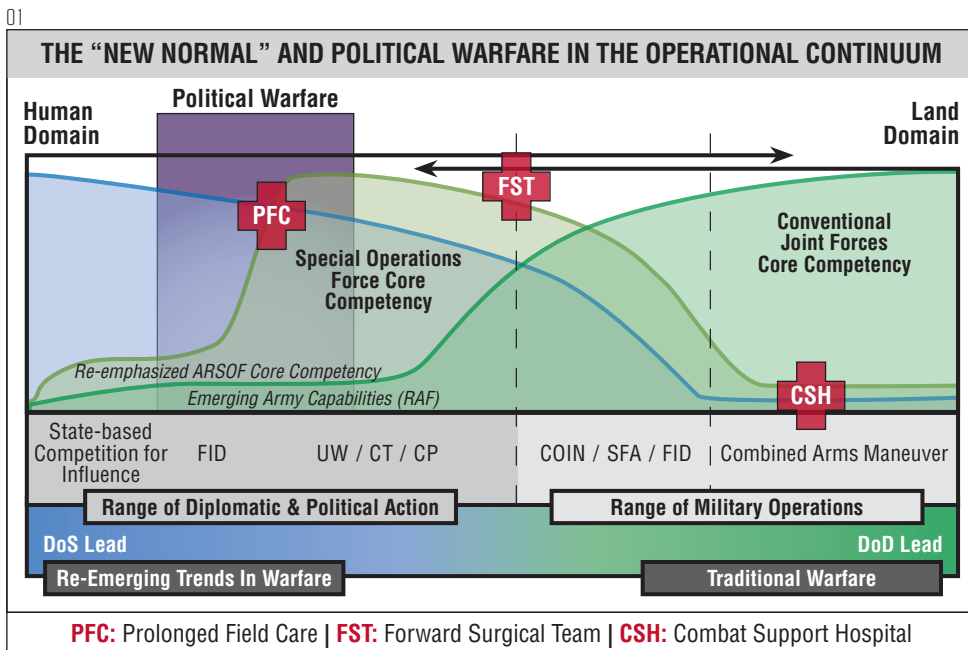 01
THE “NEW NORMAL” AND POLITICAL WARFARE IN THE OPERATIONAL CONTINUUM
Political Warfare
Human
Domain
Land
Domain
PFC
FST
Special Operations
Force Core
Competency
Conventional
Joint Forces
Core Competency
Re-emphasized ARSOF Core Competency
Emerging Army Capabilities (RAF)
CSH
State-based
Competition for
Influence
FID
UW / CT / CP
COIN / SFA / FID
Combined Arms Maneuver
Range of Diplomatic & Political Action
Range of Military Operations
DoS Lead
DoD Lead
Re-Emerging Trends In Warfare
Traditional Warfare
PFC: Prolonged Field Care | FST: Forward Surgical Team | CSH: Combat Support Hospital